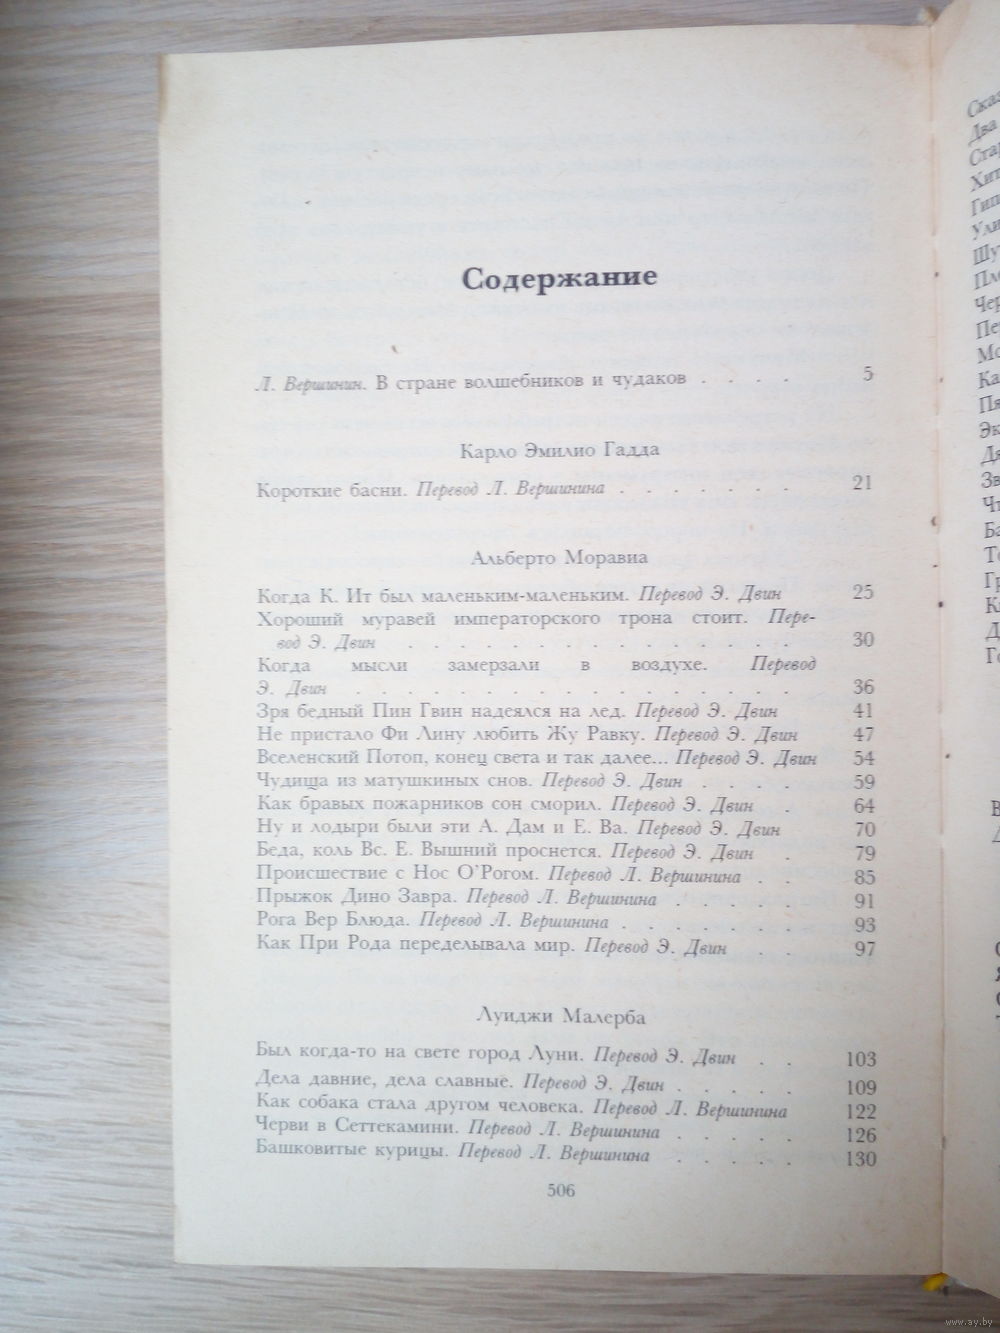 Содержание
Л. Вершинин. В стране волшебников и чудаков . . . . 5
Карло Эмилио Гадда
Короткие басни. Перевод Л. Вершинина . . . . . . . 21
Альберто Моравиа
Когда К. Ит был маленьким-маленьким. Перевод Э. Двин 25
Хороший муравей императорского трона стоит. Пере-
вод Э. Двин . . . . . . . . . . . . . . 30
Когда мысли замерзали в воздухе. Перевод
Э. Двин . . . . . . . . . . . . . . . 36
Зря бедный Пин Гвин надеялся на лед. Перевод Э. Двин 41
Не пристало Фи Лину любить Жу Равку. Перевод Э. Двин 47
Вселенский Потоп, конец света и так далее... Перевод Э. Двин 54
Чудища из матушкиных снов. Перевод Э. Двин . . . . 59
Как бравых пожарников сон сморил. Перевод Э. Двин . 64
Ну и лодыри были эти А. Дам и Е. Ва. Перевод Э. Двин 70
Беда, коль Вс. Е. Вышний проснется. Перевод Э. Двин . 79
Происшествие с Нос О'Рогом. Перевод Л. Вершинина . . 85
Прыжок Дино Завра. Перевод Л. Вершинина . . . . . 91
Рога Вер Блюда. Перевод Л. Вершинина . . . . . . . 93
Как При Рода переделывала мир. Перевод Э. Двин . . . 97
Луиджи Малерба
Был когда-то на свете город Луни. Перевод Э. Двин . . 103
Дела давние, дела славные. Перевод Э. Двин . . . . . 109
Как собака стала другом человека. Перевод Л. Вершинина 122
Черви в Сеттекамини. Перевод Л. Вершинина . . . . . 126
Башковитые курицы. Перевод Л. Вершинина . . . . . 130
506
Два
www.ay.by